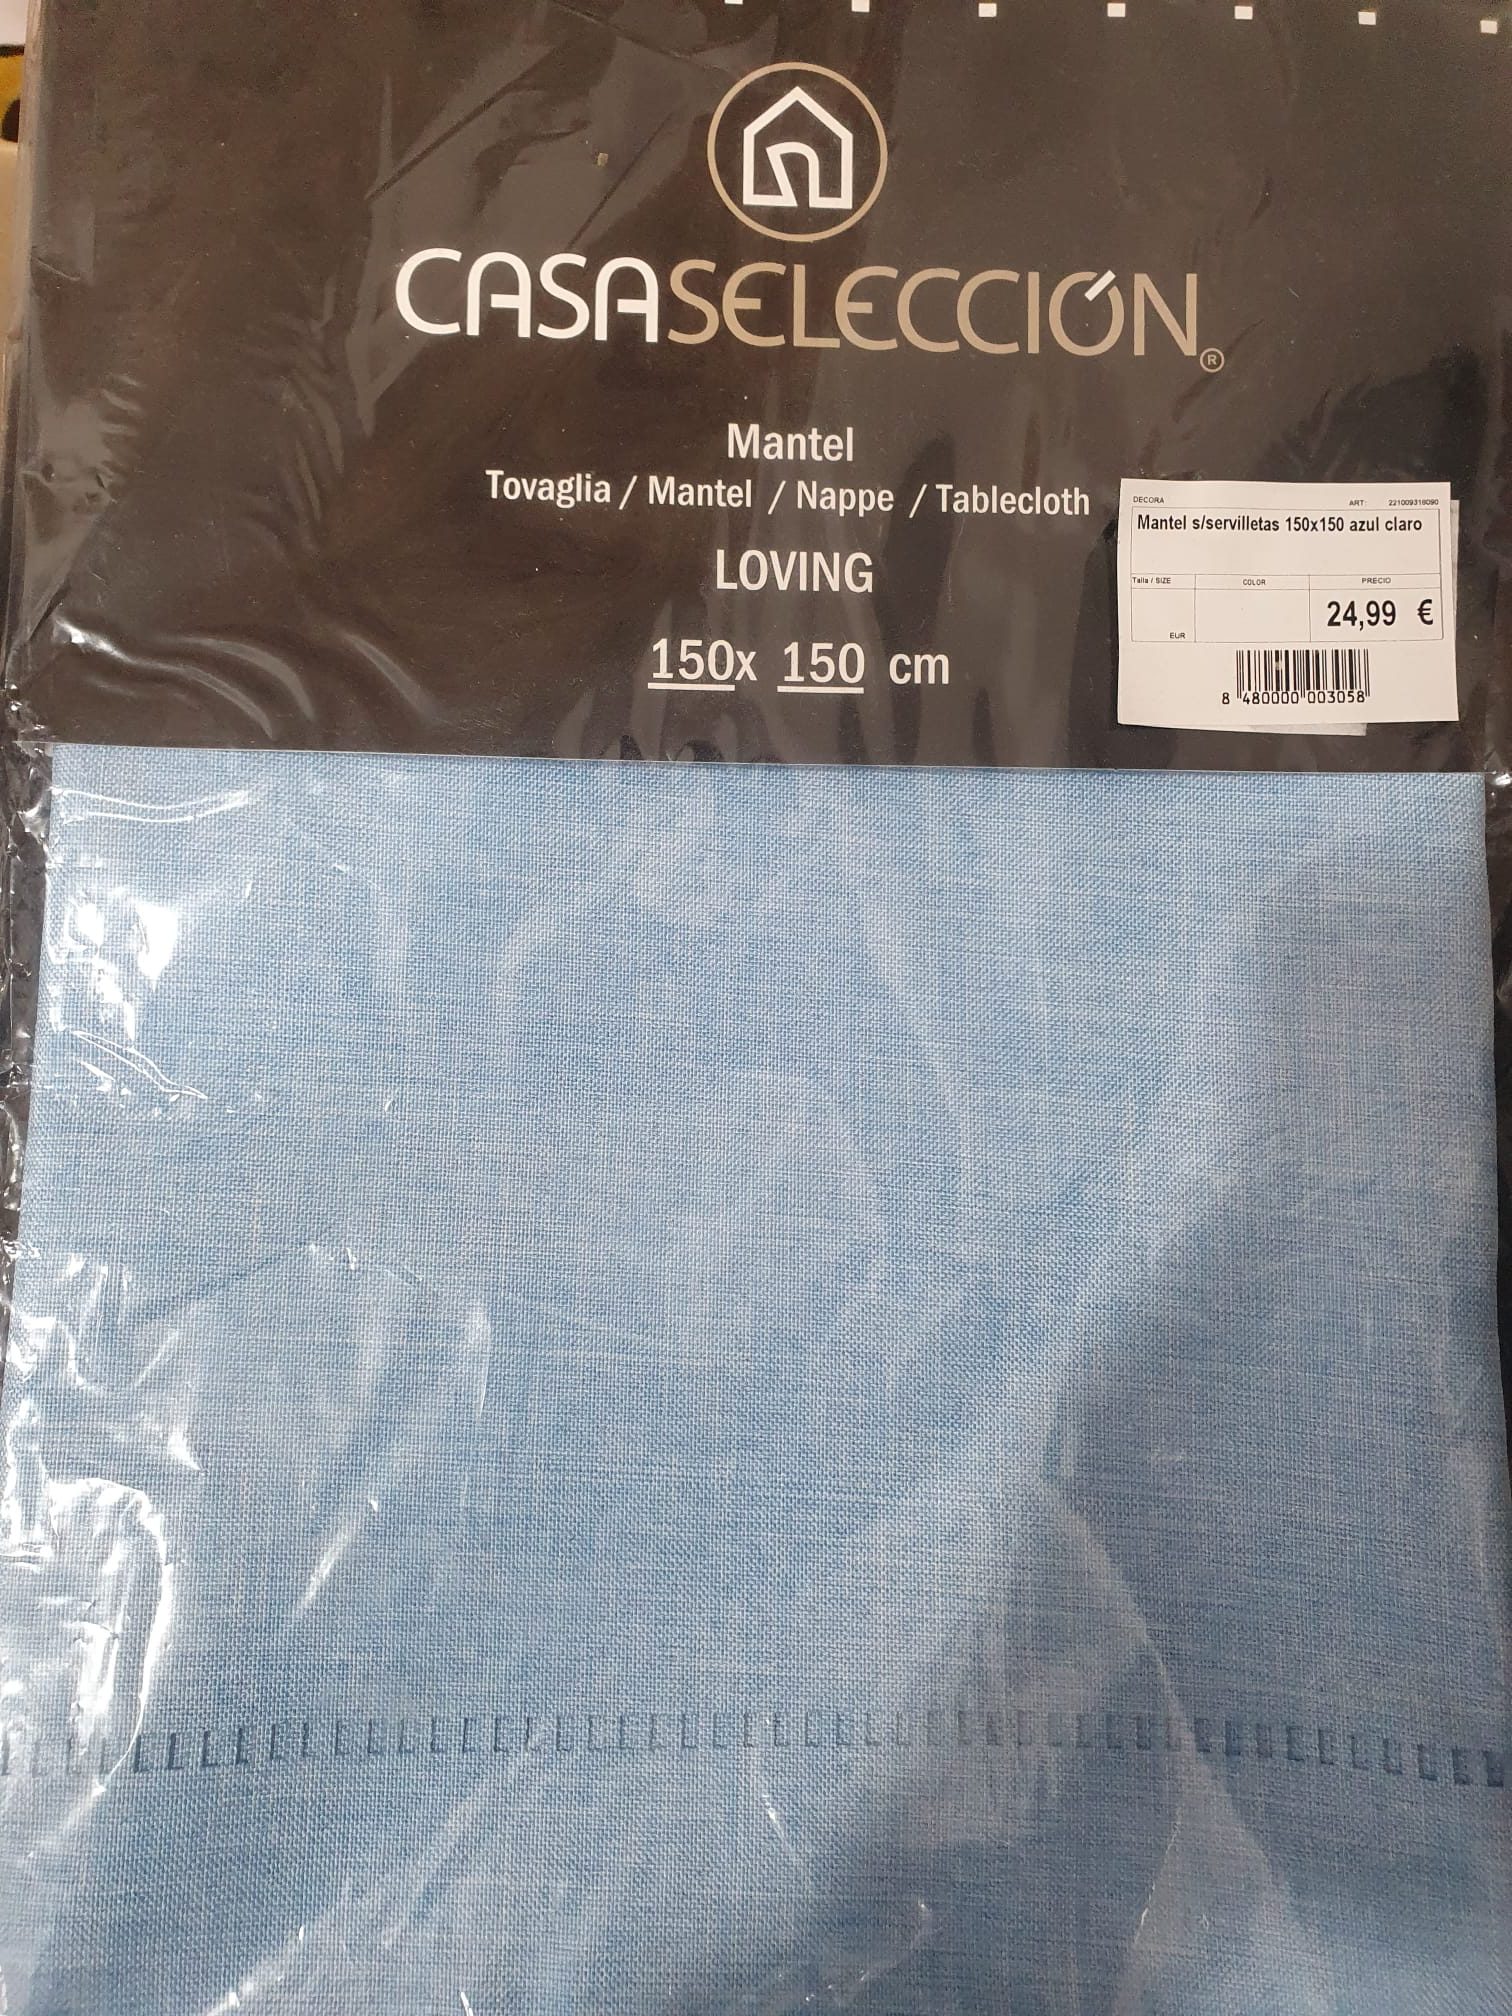 CASASELECCIÓN®
Mantel
Tovaglia / Mantel / Nappe / Tablecloth
LOVING
150x 150 cm
DECORA ART: 221009318090
Mantel s/servilletas 150x150 azul claro
Talla / SIZE COLOR PRECIO
24,99 €
EUR
8 480000 003058